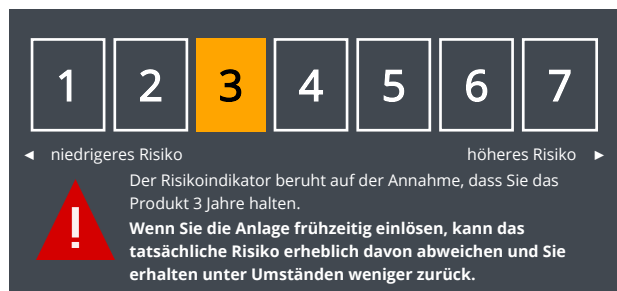 1 2 3 4 5 6 7
◄ niedrigeres Risiko höheres Risiko ►
Der Risikoindikator beruht auf der Annahme, dass Sie das
Produkt 3 Jahre halten.
Wenn Sie die Anlage frühzeitig einlösen, kann das
tatsächliche Risiko erheblich davon abweichen und Sie
erhalten unter Umständen weniger zurück.
!